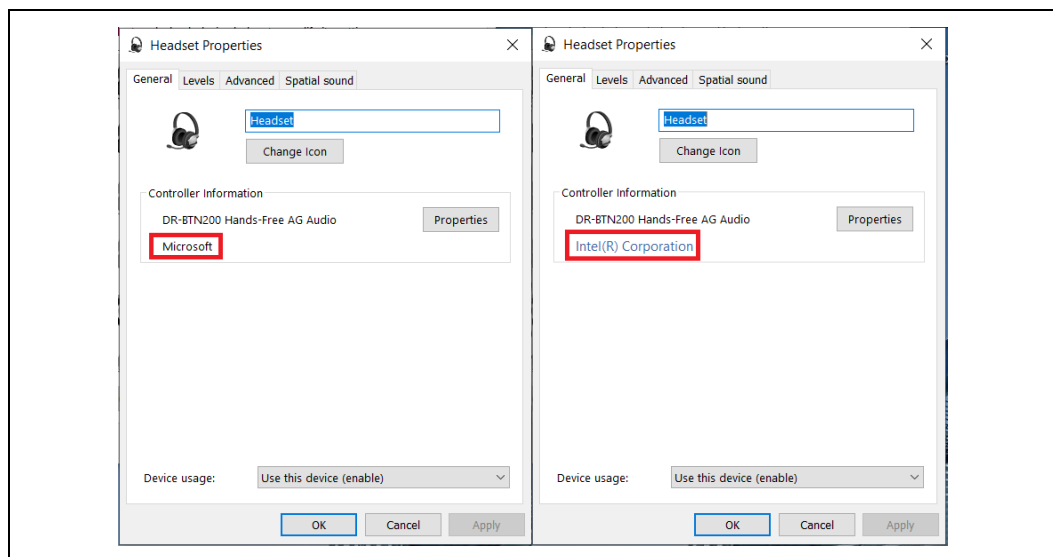 Headset Properties
General Levels Advanced Spatial sound
Headset
Change Icon
Controller Information
DR-BTN200 Hands-Free AG Audio Properties
Microsoft
Device usage: Use this device (enable)
OK Cancel Apply
Headset Properties
General Levels Advanced Spatial sound
Headset
Change Icon
Controller Information
DR-BTN200 Hands-Free AG Audio Properties
Intel(R) Corporation
Device usage: Use this device (enable)
OK Cancel Apply